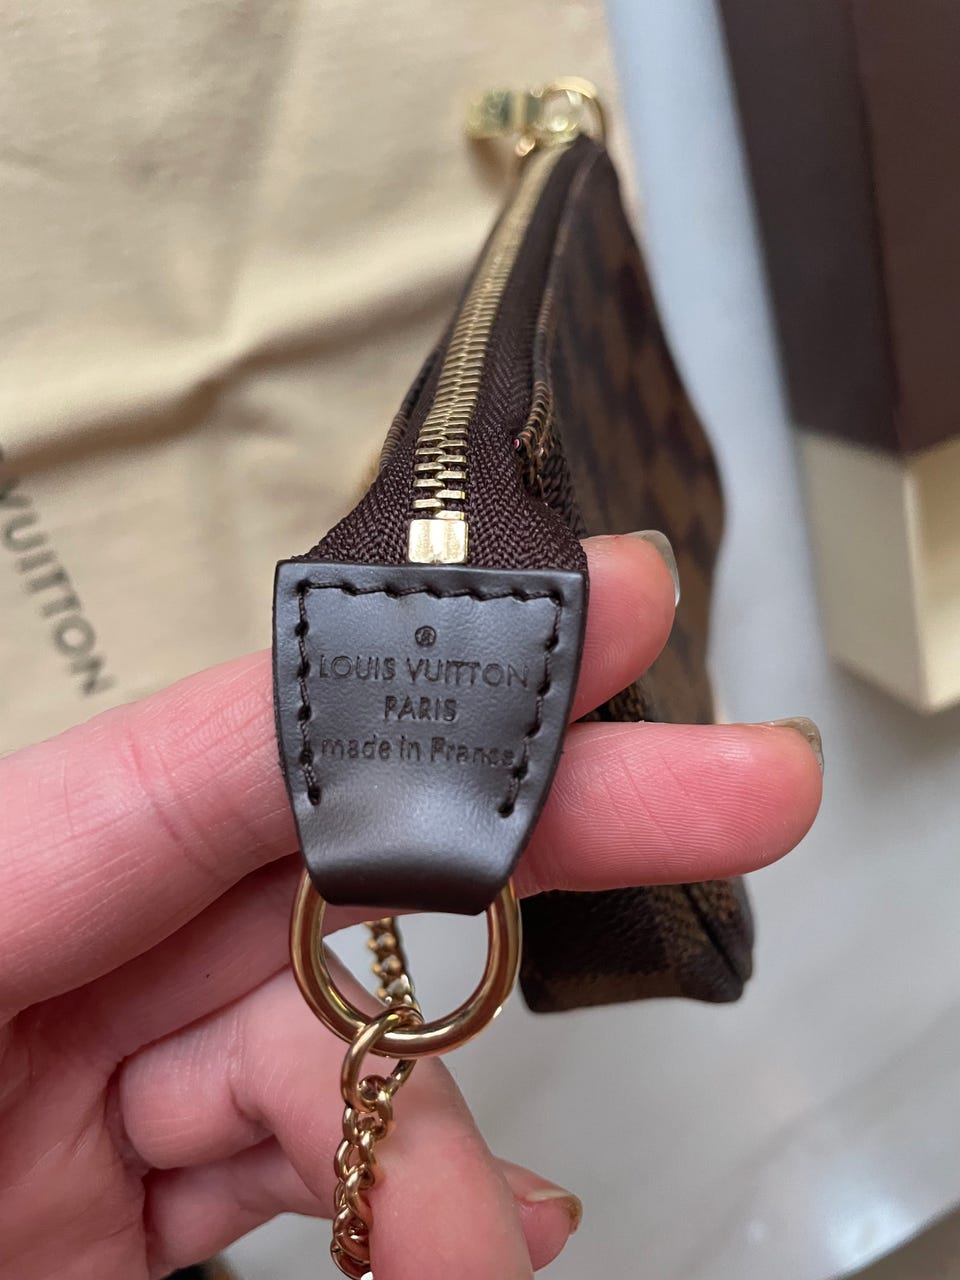 ®
LOUIS VUITTON
PARIS
made in France
VUITTON